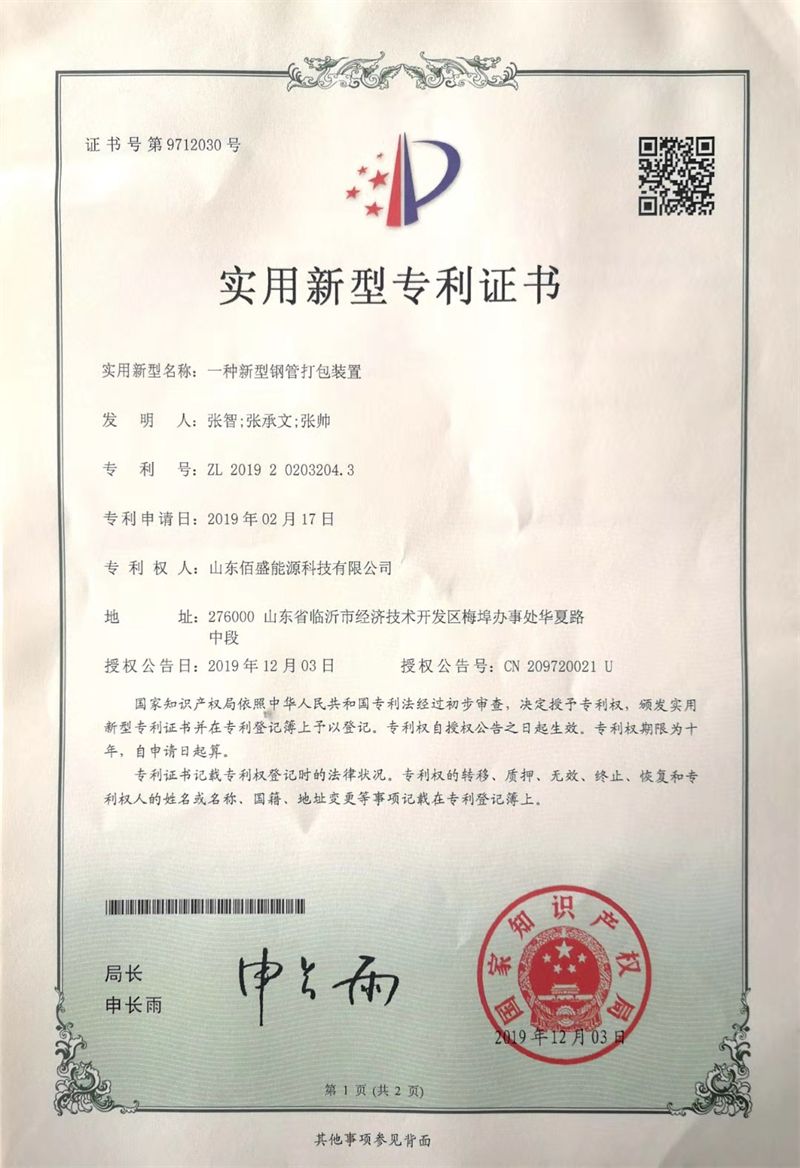 证书号第9712030号
实用新型专利证书
实用新型名称：一种新型钢管打包装置
发 明 人：张智;张承文;张帅
专 利 号：ZL 2019 2 0203204.3
专利申请日：2019年02月17日
专 利 权 人：山东佰盛能源科技有限公司
地 址：276000 山东省临沂市经济技术开发区梅埠办事处华夏路
中段
授权公告日：2019年12月03日 授权公告号：CN 209720021 U
国家知识产权局依照中华人民共和国专利法经过初步审查，决定授予专利权，颁发实用
新型专利证书并在专利登记簿上予以登记。专利权自授权公告之日起生效。专利权期限为十
年，自申请日起算。
专利证书记载专利权登记时的法律状况。专利权的转移、质押、无效、终止、恢复和专
利权人的姓名或名称、国籍、地址变更等事项记载在专利登记簿上。
局长
申长雨
申长雨
国家知识产权局
2019年12月03日
第 1 页 (共 2 页)
其他事项参见背面